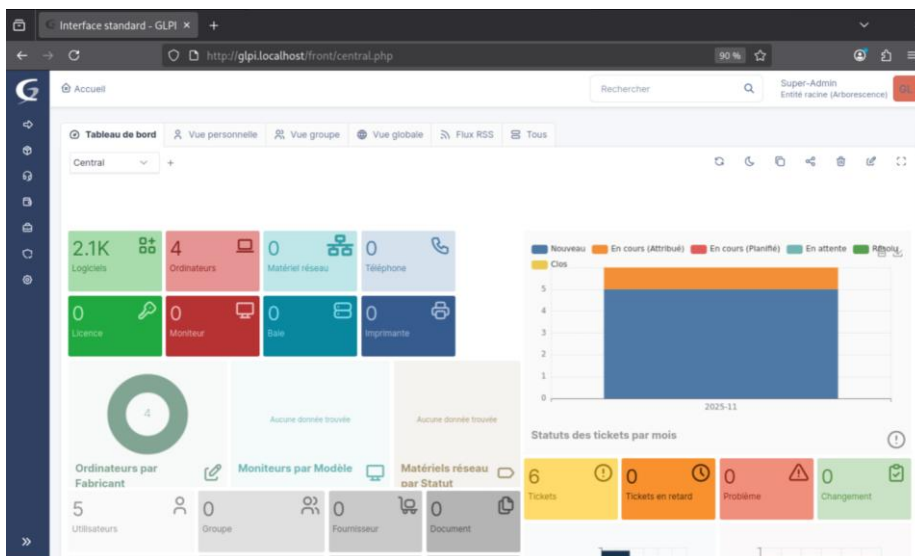 Interface standard - GLPI
http://glpi.localhost/front/central.php
90 %
Accueil
Rechercher
Super-Admin
Entité racine (Arborescence)
GL
Tableau de bord
Vue personnelle
Vue groupe
Vue globale
Flux RSS
Tous
Central
2.1K
Logiciels
4
Ordinateurs
0
Matériel réseau
0
Téléphone
0
Licence
0
Moniteur
0
Baie
0
Imprimante
Nouveau
En cours (Attribué)
En cours (Planifié)
En attente
Résolu
Clos
5
4
3
2
1
0
2025-11
Statuts des tickets par mois
4
Ordinateurs par
Fabricant
Aucune donnée trouvée
Moniteurs par Modèle
Aucune donnée trouvée
Matériels réseau
par Statut
6
Tickets
0
Tickets en retard
0
Problème
0
Changement
5
Utilisateurs
0
Groupe
0
Fournisseur
0
Document
1
1